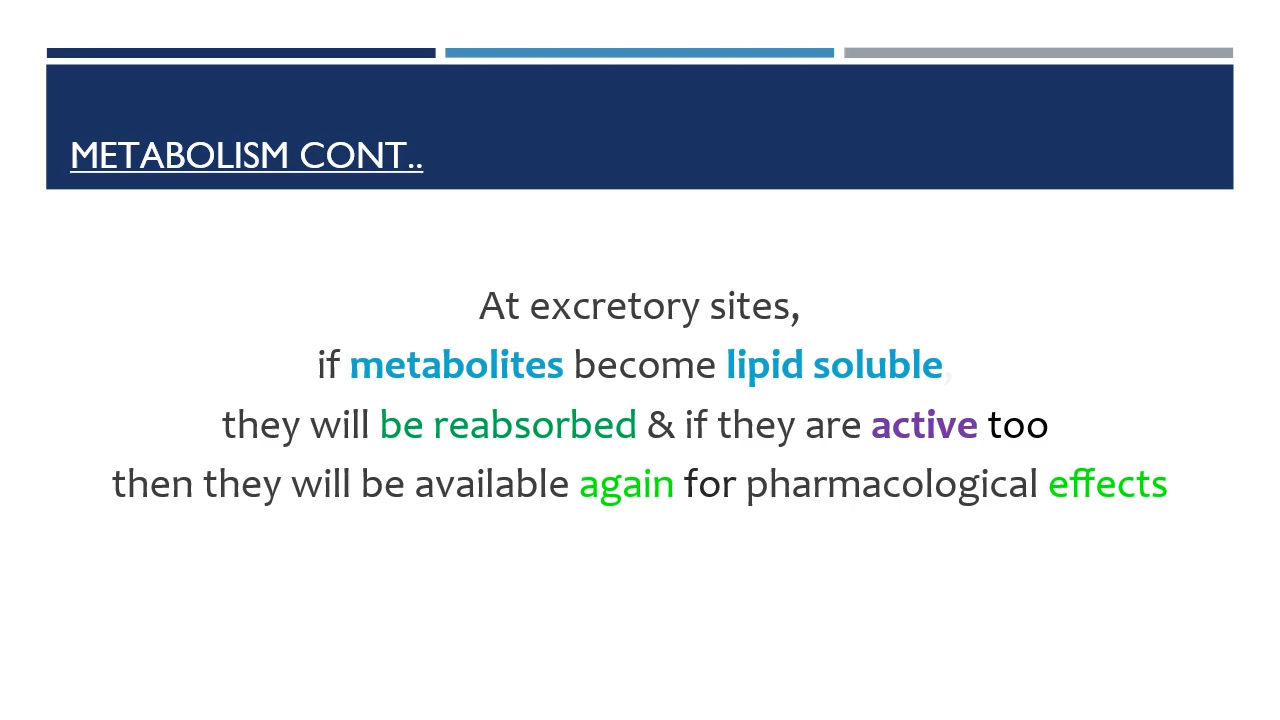 METABOLISM CONT..
At excretory sites,
if metabolites become lipid soluble,
they will be reabsorbed & if they are active too
then they will be available again for pharmacological effects